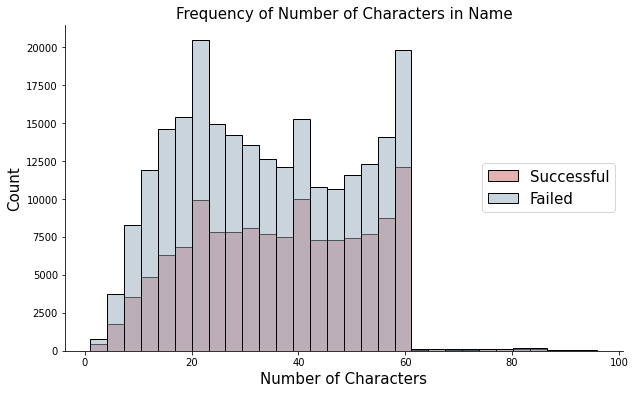 Frequency of Number of Characters in Name
20000
17500
15000
12500
10000
7500
5000
2500
0
Count
Successful
Failed
0 20 40 60 80 100
Number of Characters